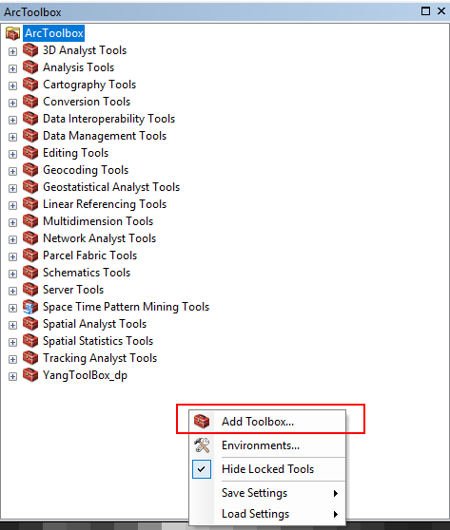 ArcToolbox
ArcToolbox
3D Analyst Tools
Analysis Tools
Cartography Tools
Conversion Tools
Data Interoperability Tools
Data Management Tools
Editing Tools
Geocoding Tools
Geostatistical Analyst Tools
Linear Referencing Tools
Multidimension Tools
Network Analyst Tools
Parcel Fabric Tools
Schematics Tools
Server Tools
Space Time Pattern Mining Tools
Spatial Analyst Tools
Spatial Statistics Tools
Tracking Analyst Tools
YangToolBox_dp
Add Toolbox...
Environments...
Hide Locked Tools
Save Settings
Load Settings